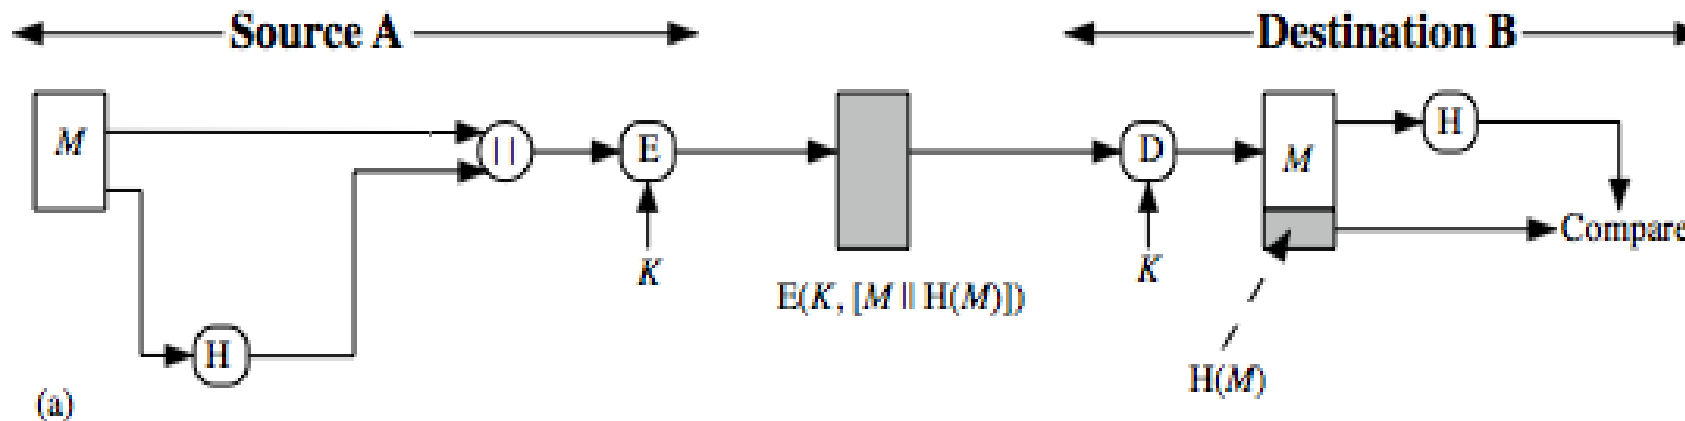 Source A Destination B
M || E D M H
K K Compare
E(K, [M || H(M)])
H H(M)
(a)